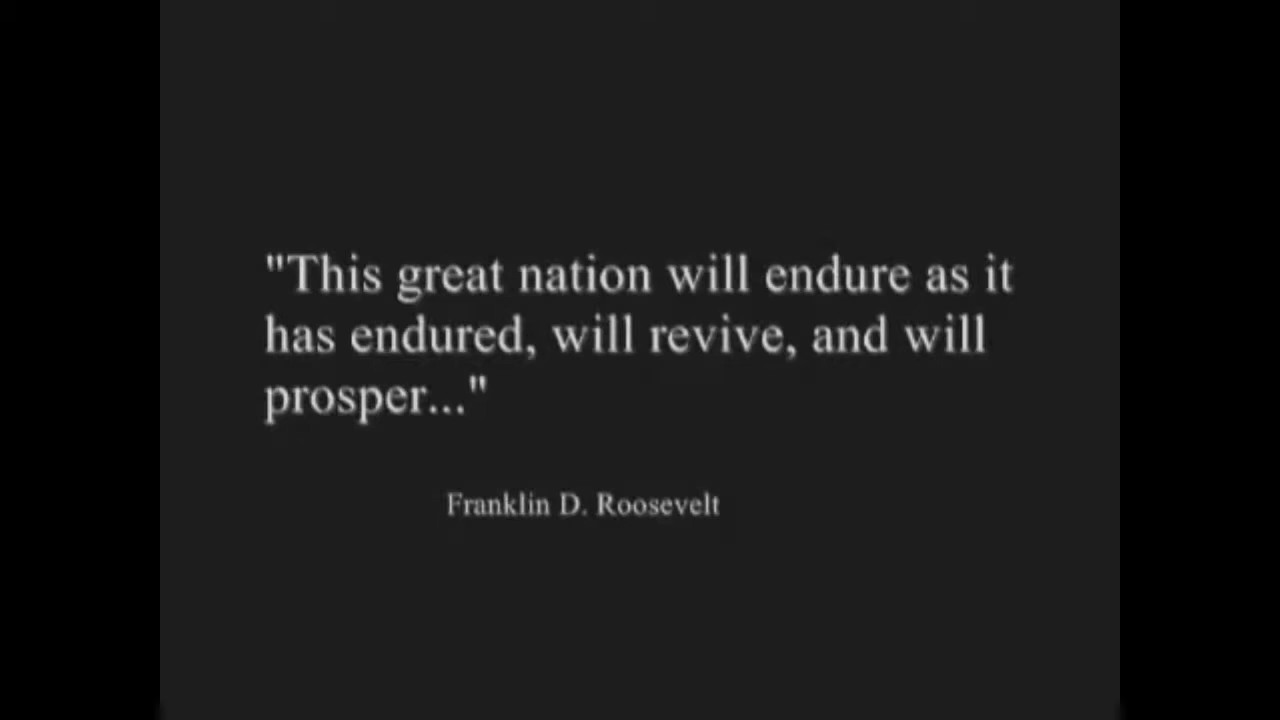 "This great nation will endure as it
has endured, will revive, and will
prosper..."
Franklin D. Roosevelt